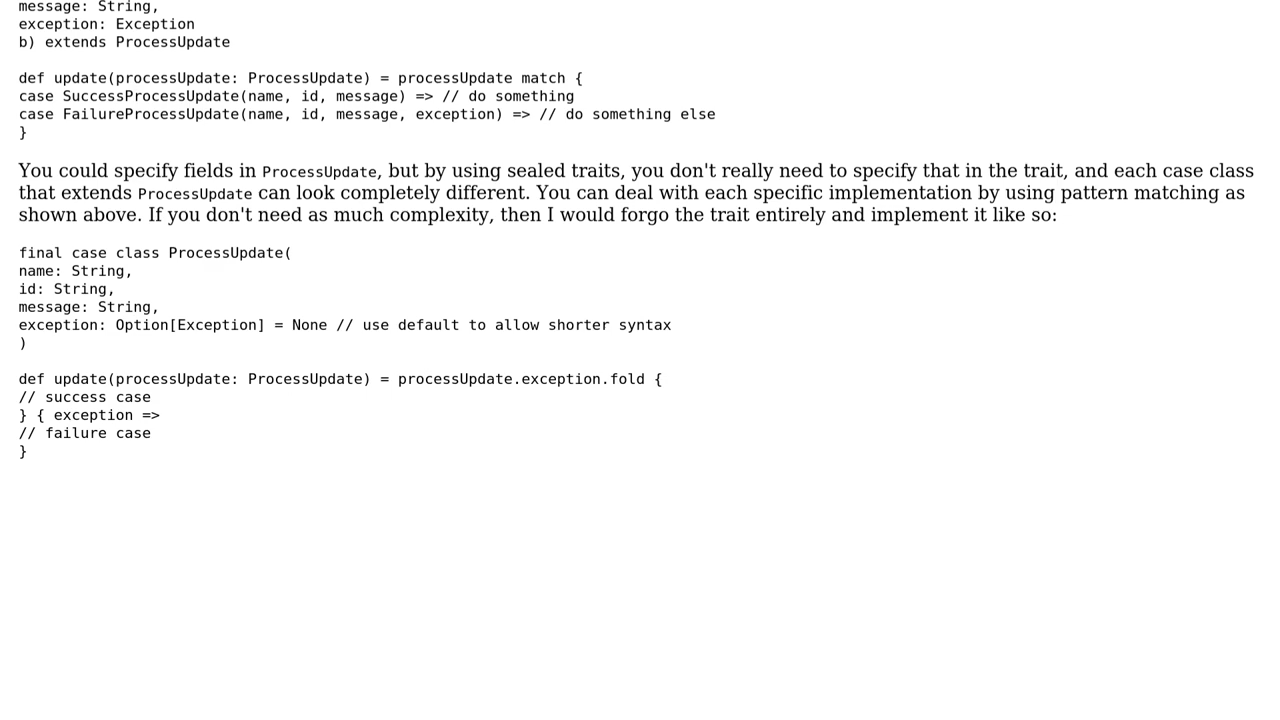 message: String,
exception: Exception
b) extends ProcessUpdate
def update(processUpdate: ProcessUpdate) = processUpdate match {
case SuccessProcessUpdate(name, id, message) => // do something
case FailureProcessUpdate(name, id, message, exception) => // do something else
}
You could specify fields in ProcessUpdate, but by using sealed traits, you don't really need to specify that in the trait, and each case class
that extends ProcessUpdate can look completely different. You can deal with each specific implementation by using pattern matching as
shown above. If you don't need as much complexity, then I would forgo the trait entirely and implement it like so:
final case class ProcessUpdate(
name: String,
id: String,
message: String,
exception: Option[Exception] = None // use default to allow shorter syntax
)
def update(processUpdate: ProcessUpdate) = processUpdate.exception.fold {
// success case
} { exception =>
// failure case
}